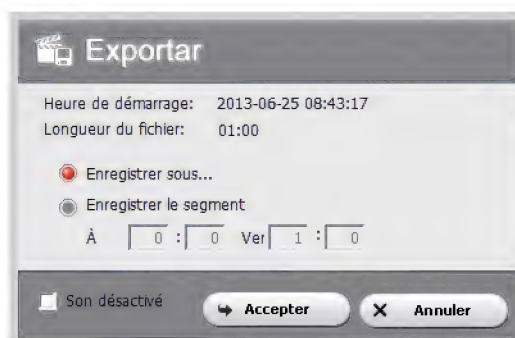 Exportar
Heure de démarrage: 2013-06-25 08:43:17
Longueur du fichier: 01:00
Enregistrer sous...
Enregistrer le segment
À 0 : 0 Ver 1 : 0
Son désactivé Accepter Annuler